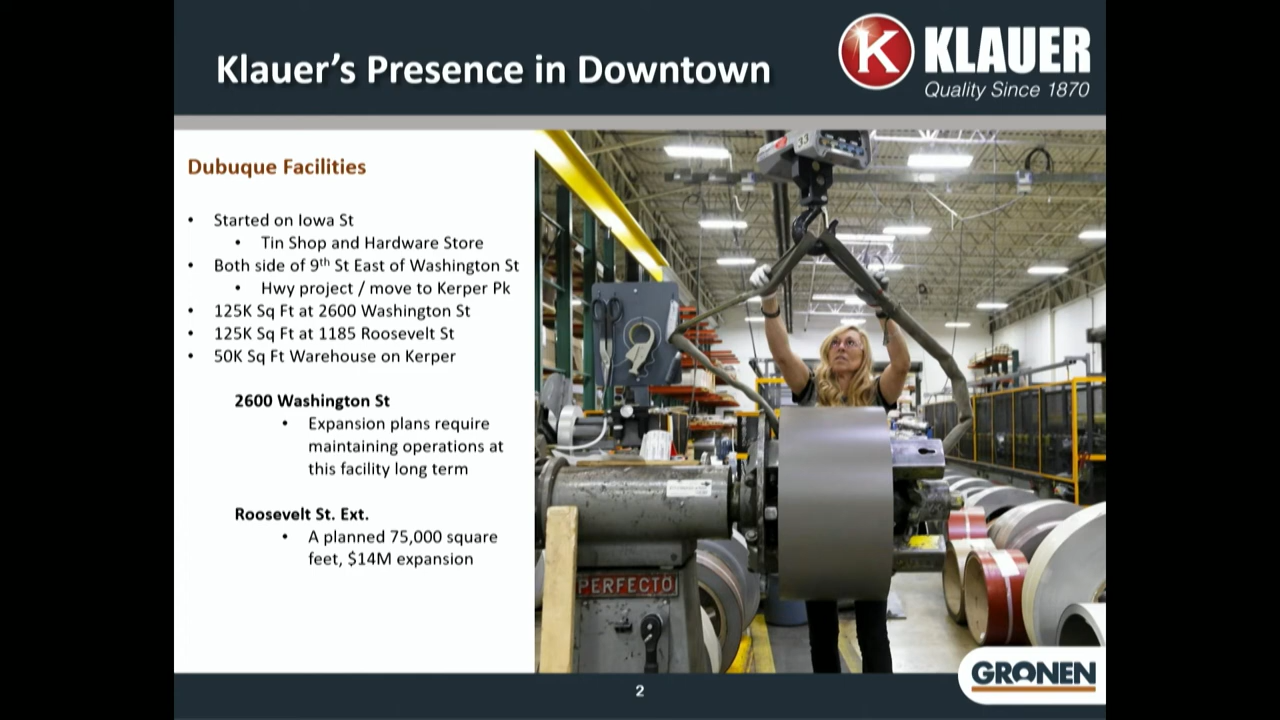 Klauer's Presence in Downtown
K KLAUER
Quality Since 1870
Dubuque Facilities
• Started on Iowa St
• Tin Shop and Hardware Store
• Both side of 9th St East of Washington St
• Hwy project / move to Kerper Pk
• 125K Sq Ft at 2600 Washington St
• 125K Sq Ft at 1185 Roosevelt St
• 50K Sq Ft Warehouse on Kerper
2600 Washington St
• Expansion plans require
maintaining operations at
this facility long term
Roosevelt St. Ext.
• A planned 75,000 square
feet, $14M expansion
33
PERFECTO
GRONEN
2